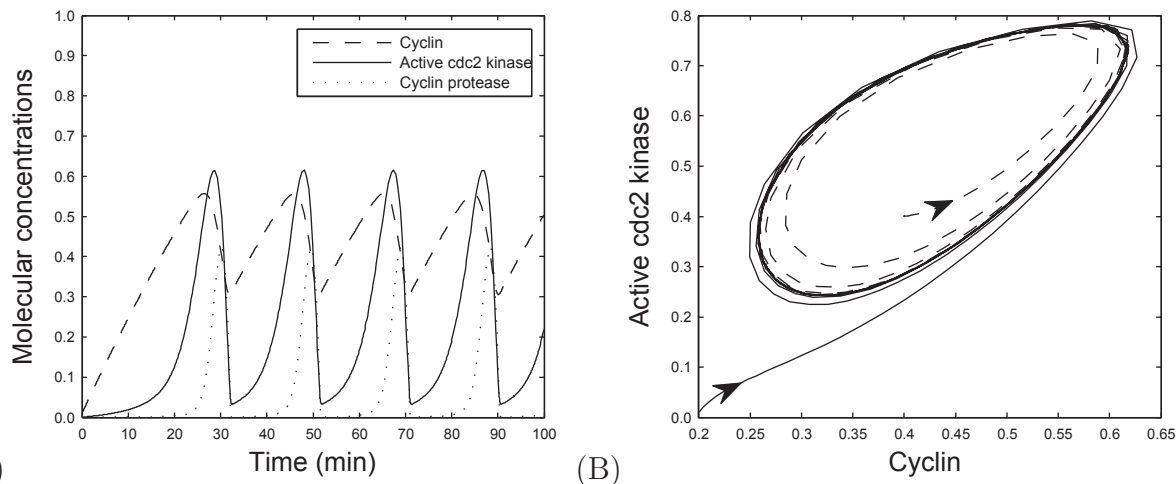 1.0
0.9
0.8
0.7
0.6
0.5
0.4
0.3
0.2
0.1
0.0
Molecular concentrations
Cyclin
Active cdc2 kinase
Cyclin protease
0 10 20 30 40 50 60 70 80 90 100
Time (min)
)
(B)
0.8
0.7
0.6
0.5
0.4
0.3
0.2
0.1
0.0
Active cdc2 kinase
0.2 0.25 0.3 0.35 0.4 0.45 0.5 0.55 0.6 0.65
Cyclin